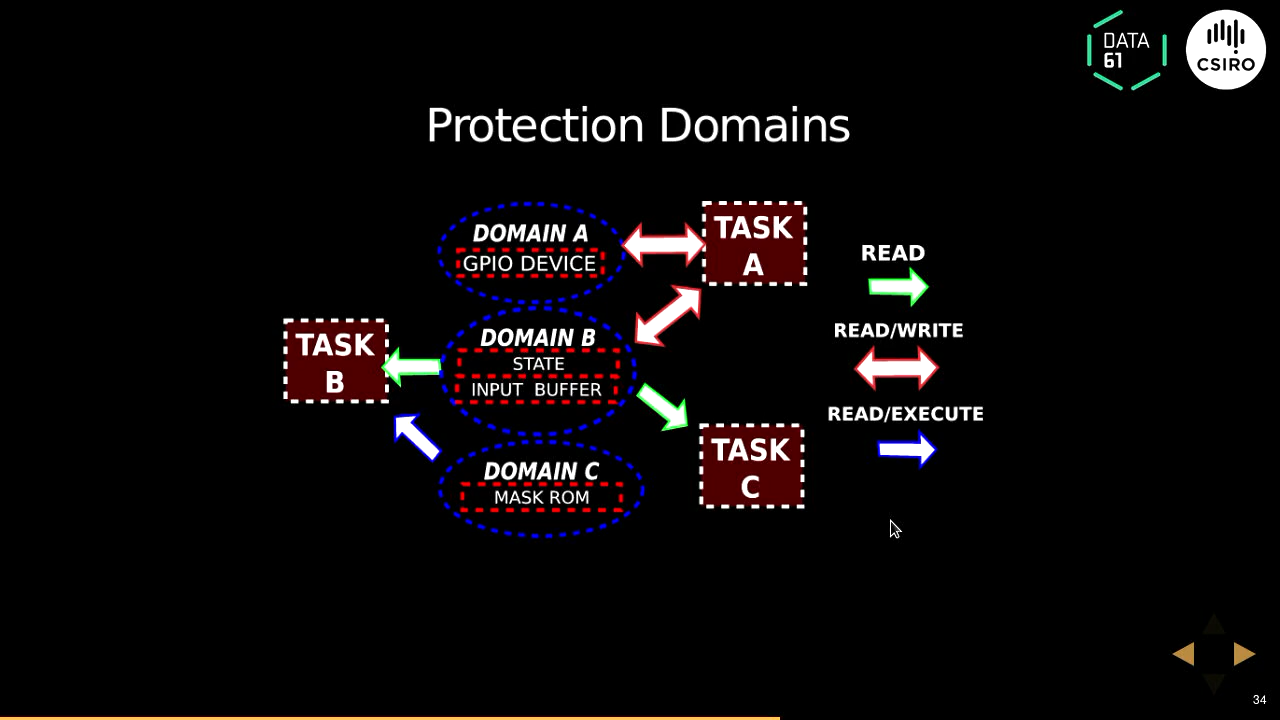 DATA
61
CSIRO
Protection Domains
DOMAIN A
GPIO DEVICE
TASK
A
READ
DOMAIN B
STATE
INPUT BUFFER
TASK
B
READ/WRITE
READ/EXECUTE
DOMAIN C
MASK ROM
TASK
C
34